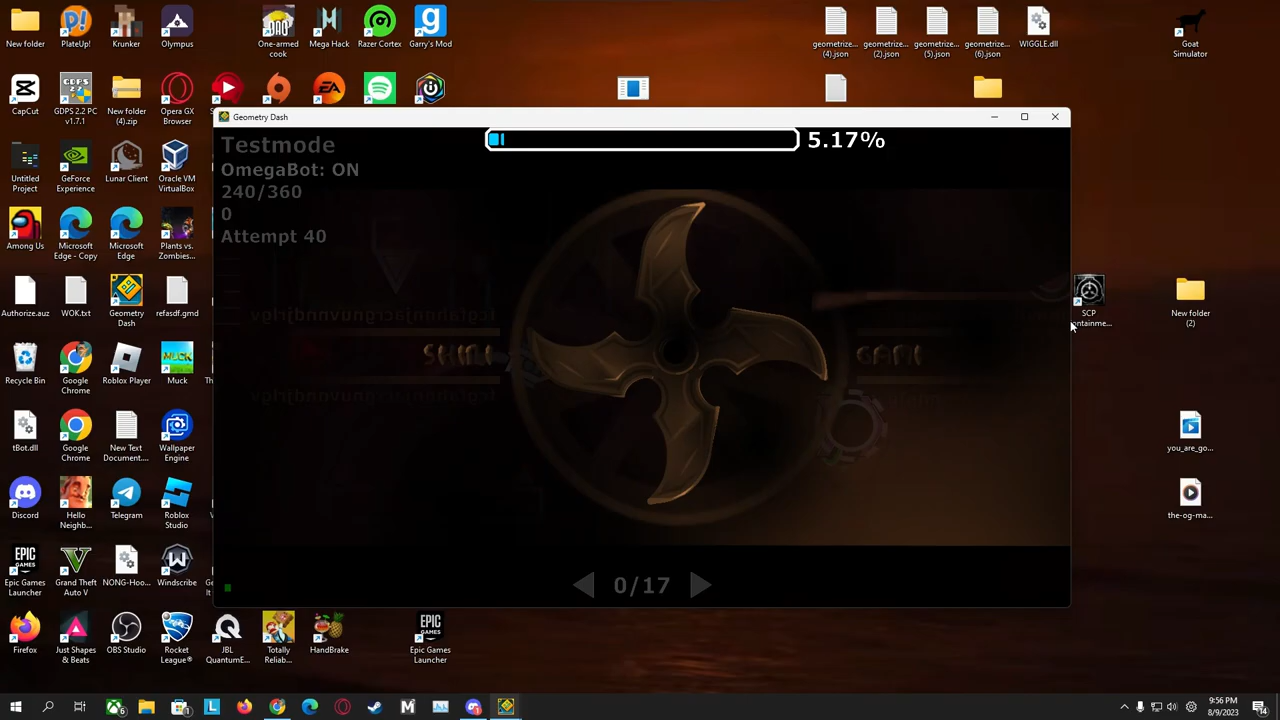 New folder
PlateUp!
Krunker
Olympus
One-armed
cook
Mega Hack
Razer Cortex
Garry's Mod
geometrize...
(4).json
geometrize...
(2).json
geometrize...
(5).json
geometrize...
(6).json
WIGGLE.dll
Goat
Simulator
CapCut
GDPS 2.2 PC
v1.7.1
New folder
(4).zip
Opera GX
Browser
Geometry Dash
Testmode
5.17%
OmegaBot: ON
240/360
0
Attempt 40
0/17
Untitled
Project
GeForce
Experience
Lunar Client
Oracle VM
VirtualBox
Among Us
Microsoft
Edge - Copy
Microsoft
Edge
Plants vs.
Zombies...
Authorize.auz
WOK.txt
Geometry
Dash
refasdf.gmd
SCP
ontainme...
New folder
(2)
Recycle Bin
Google
Chrome
Roblox Player
Muck
tBot.dll
Google
Chrome
New Text
Document....
Wallpaper
Engine
you_are_go...
Discord
Hello
Neighb...
Telegram
Roblox
Studio
the-og-ma...
Epic Games
Launcher
Grand Theft
Auto V
NONG-Hoo...
Windscribe
Firefox
Just Shapes
& Beats
OBS Studio
Rocket
League®
JBL
QuantumE...
Totally
Reliab...
HandBrake
Epic Games
Launcher
9:56 PM
8/9/2023